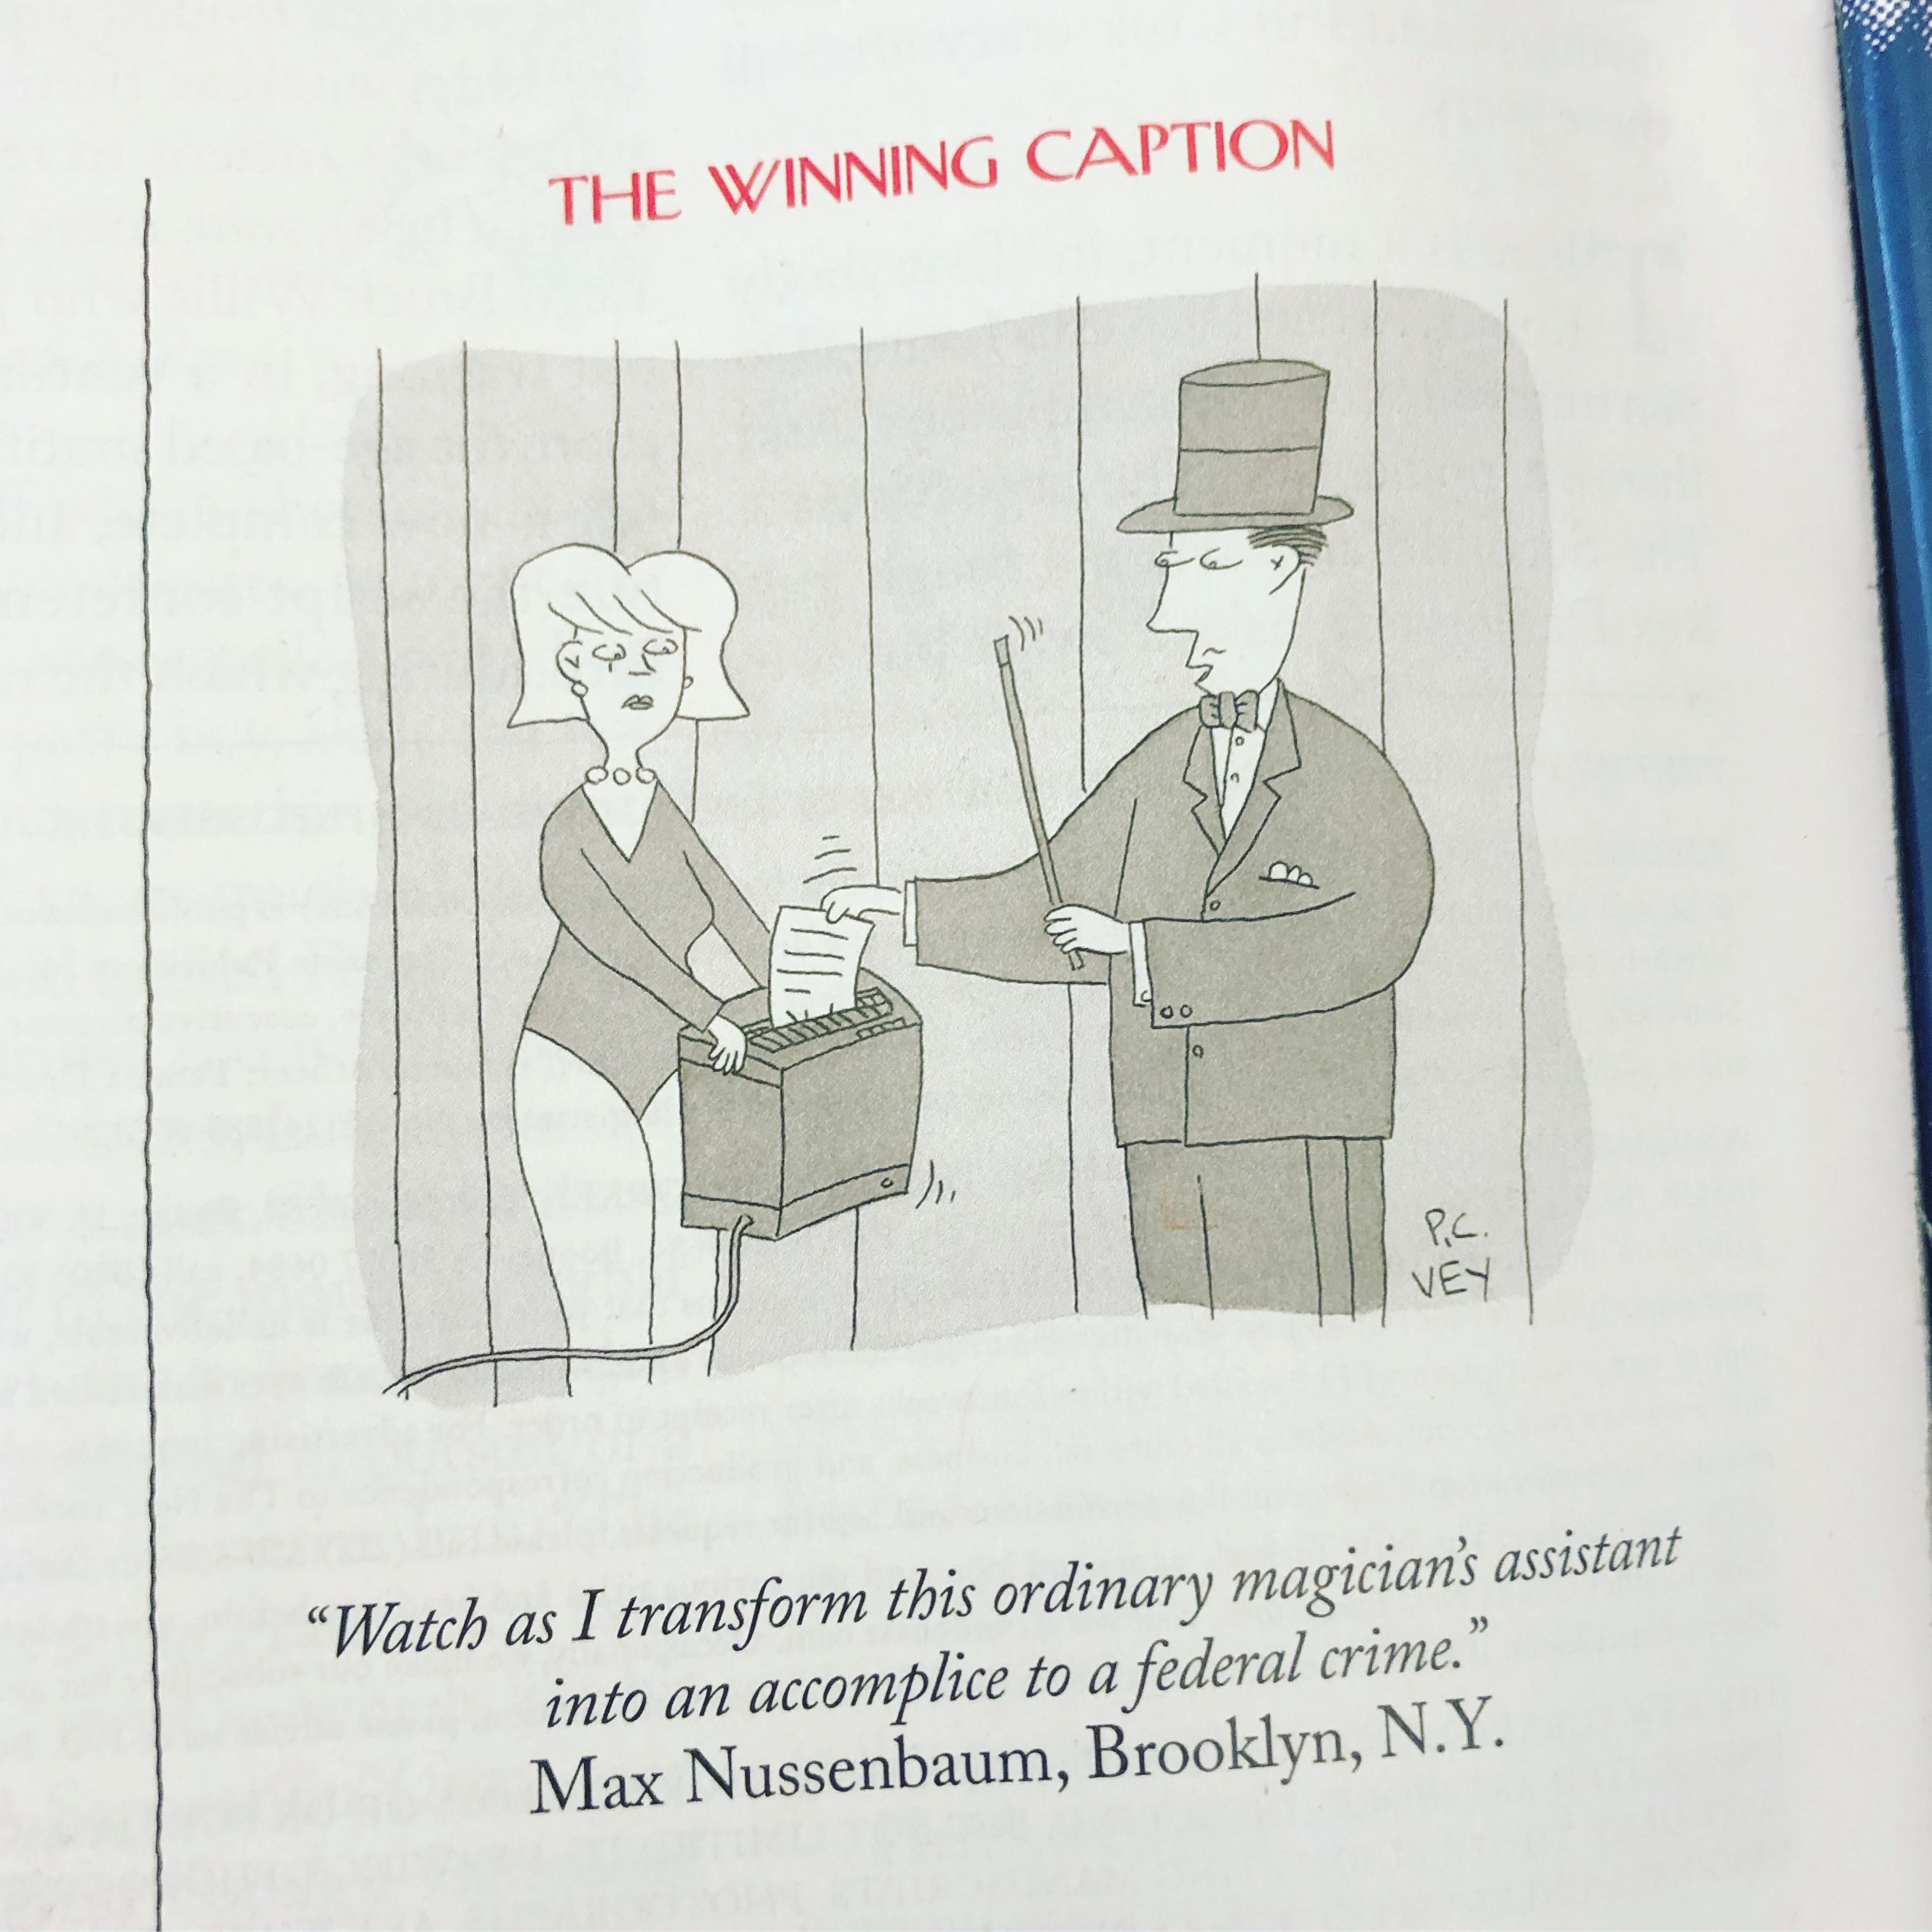 THE WINNING CAPTION
P.C.
VEY
“Watch as I transform this ordinary magician’s assistant
into an accomplice to a federal crime.”
Max Nussenbaum, Brooklyn, N.Y.